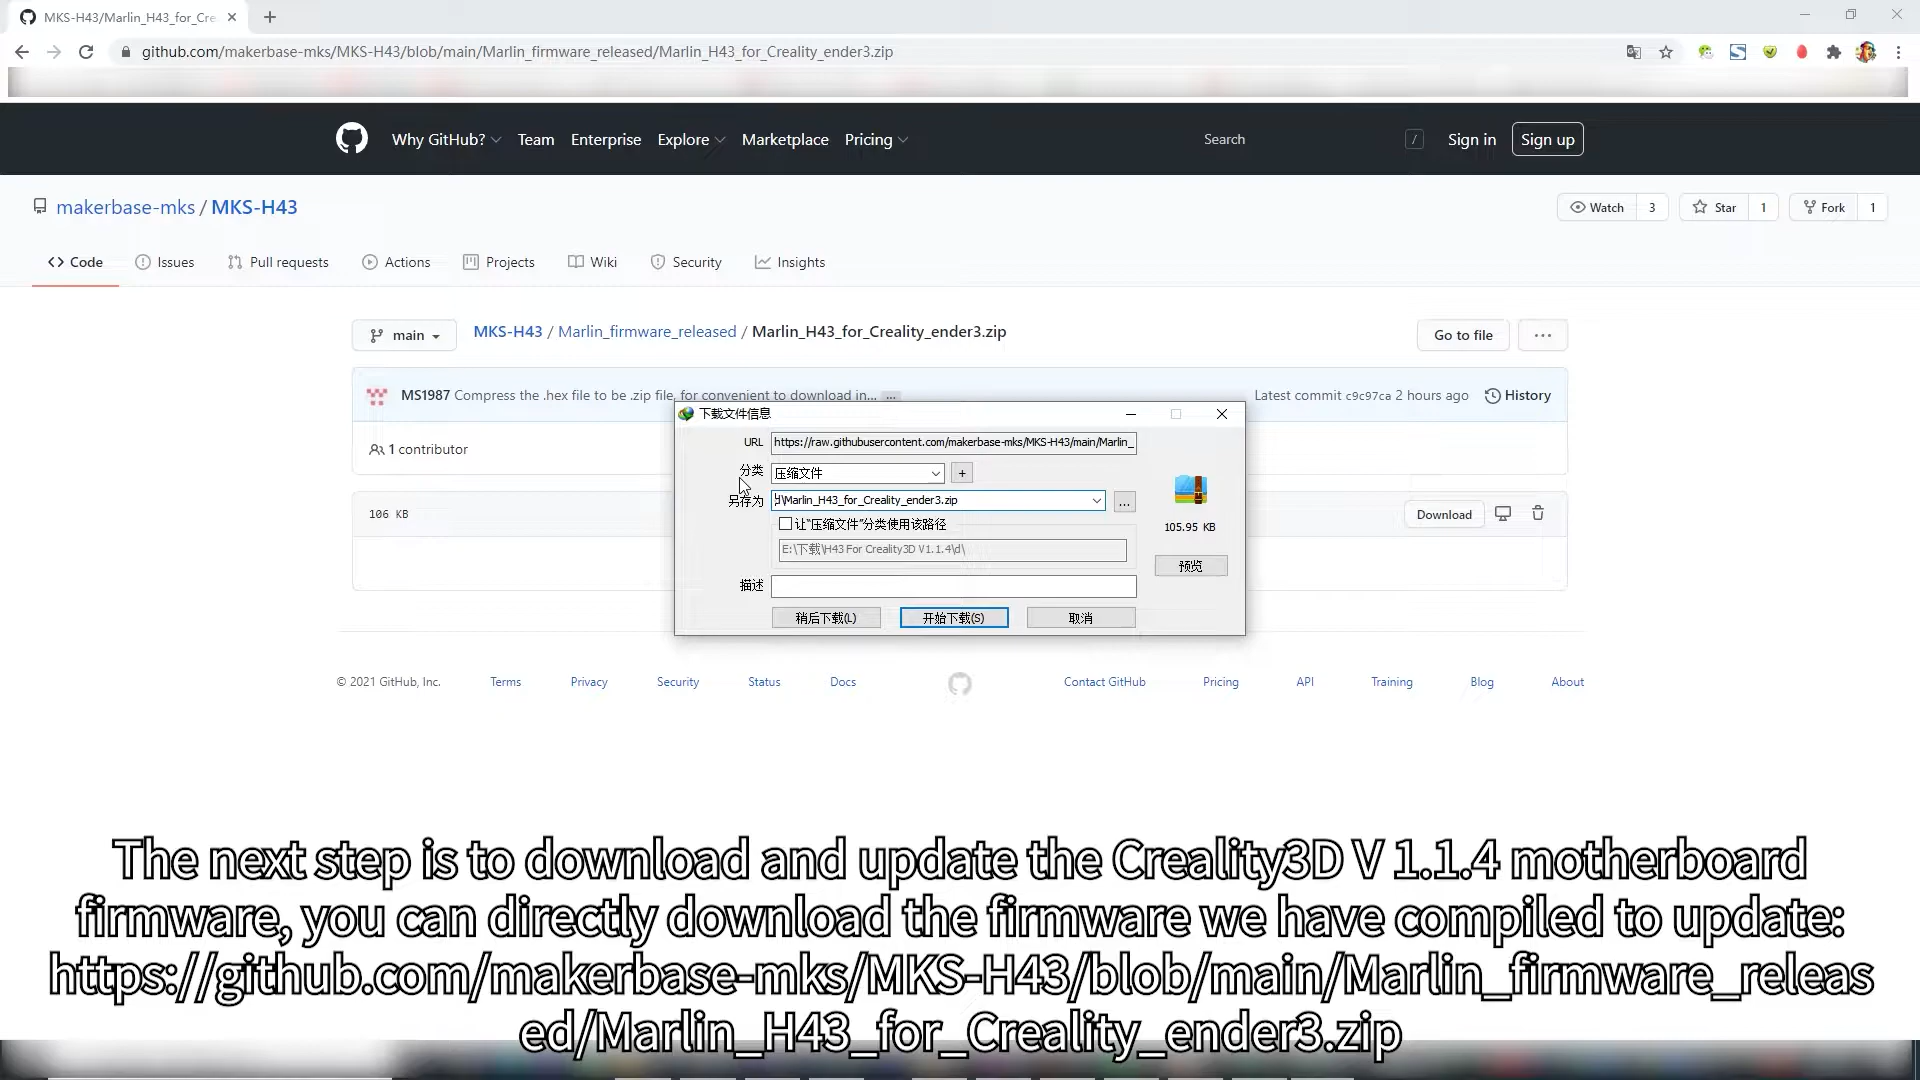 MKS-H43/Marlin_H43_for_Cre
github.com/makerbase-mks/MKS-H43/blob/main/Marlin_firmware_released/Marlin_H43_for_Creality_ender3.zip
Why GitHub? Team Enterprise Explore Marketplace Pricing Search / Sign in Sign up
makerbase-mks / MKS-H43 Watch 3 Star 1 Fork 1
Code Issues Pull requests Actions Projects Wiki Security Insights
main MKS-H43 / Marlin_firmware_released / Marlin_H43_for_Creality_ender3.zip Go to file ...
MS1987 Compress the .hex file to be .zip file, for convenient to download in... ... Latest commit c9c97ca 2 hours ago History
1 contributor
106 KB Download
下载文件信息
URL https://raw.githubusercontent.com/makerbase-mks/MKS-H43/main/Marlin_
分类 压缩文件 +
另存为 \Marlin_H43_for_Creality_ender3.zip ...
105.95 KB
让“压缩文件”分类使用该路径
E:\下载\H43 For Creality3D V1.1.4\d\
预览
描述
稍后下载(L) 开始下载(S) 取消
© 2021 GitHub, Inc. Terms Privacy Security Status Docs Contact GitHub Pricing API Training Blog About
The next step is to download and update the Creality3D V 1.1.4 motherboard
firmware, you can directly download the firmware we have compiled to update:
https://github.com/makerbase-mks/MKS-H43/blob/main/Marlin_firmware_releas
ed/Marlin_H43_for_Creality_ender3.zip